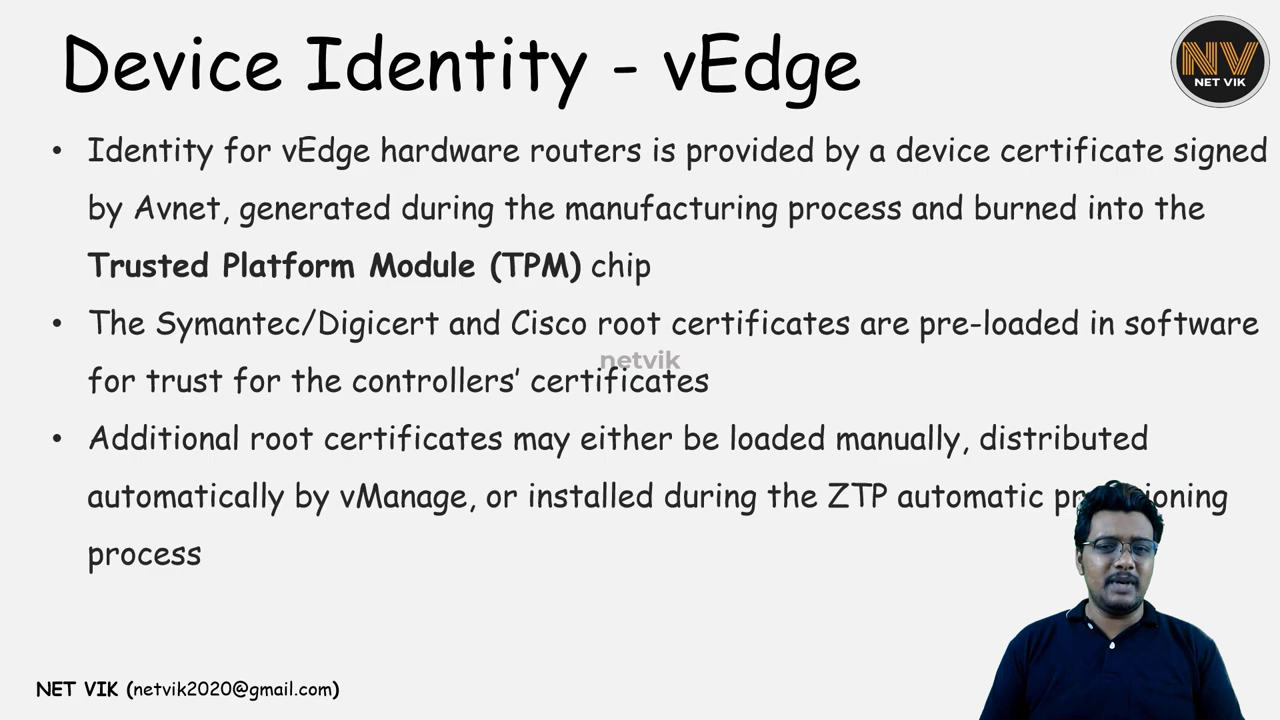 Device Identity - vEdge
NV
NET VIK
• Identity for vEdge hardware routers is provided by a device certificate signed
by Avnet, generated during the manufacturing process and burned into the
Trusted Platform Module (TPM) chip
• The Symantec/Digicert and Cisco root certificates are pre-loaded in software
netvik
for trust for the controllers’ certificates
• Additional root certificates may either be loaded manually, distributed
automatically by vManage, or installed during the ZTP automatic provisioning
process
NET VIK (netvik2020@gmail.com)